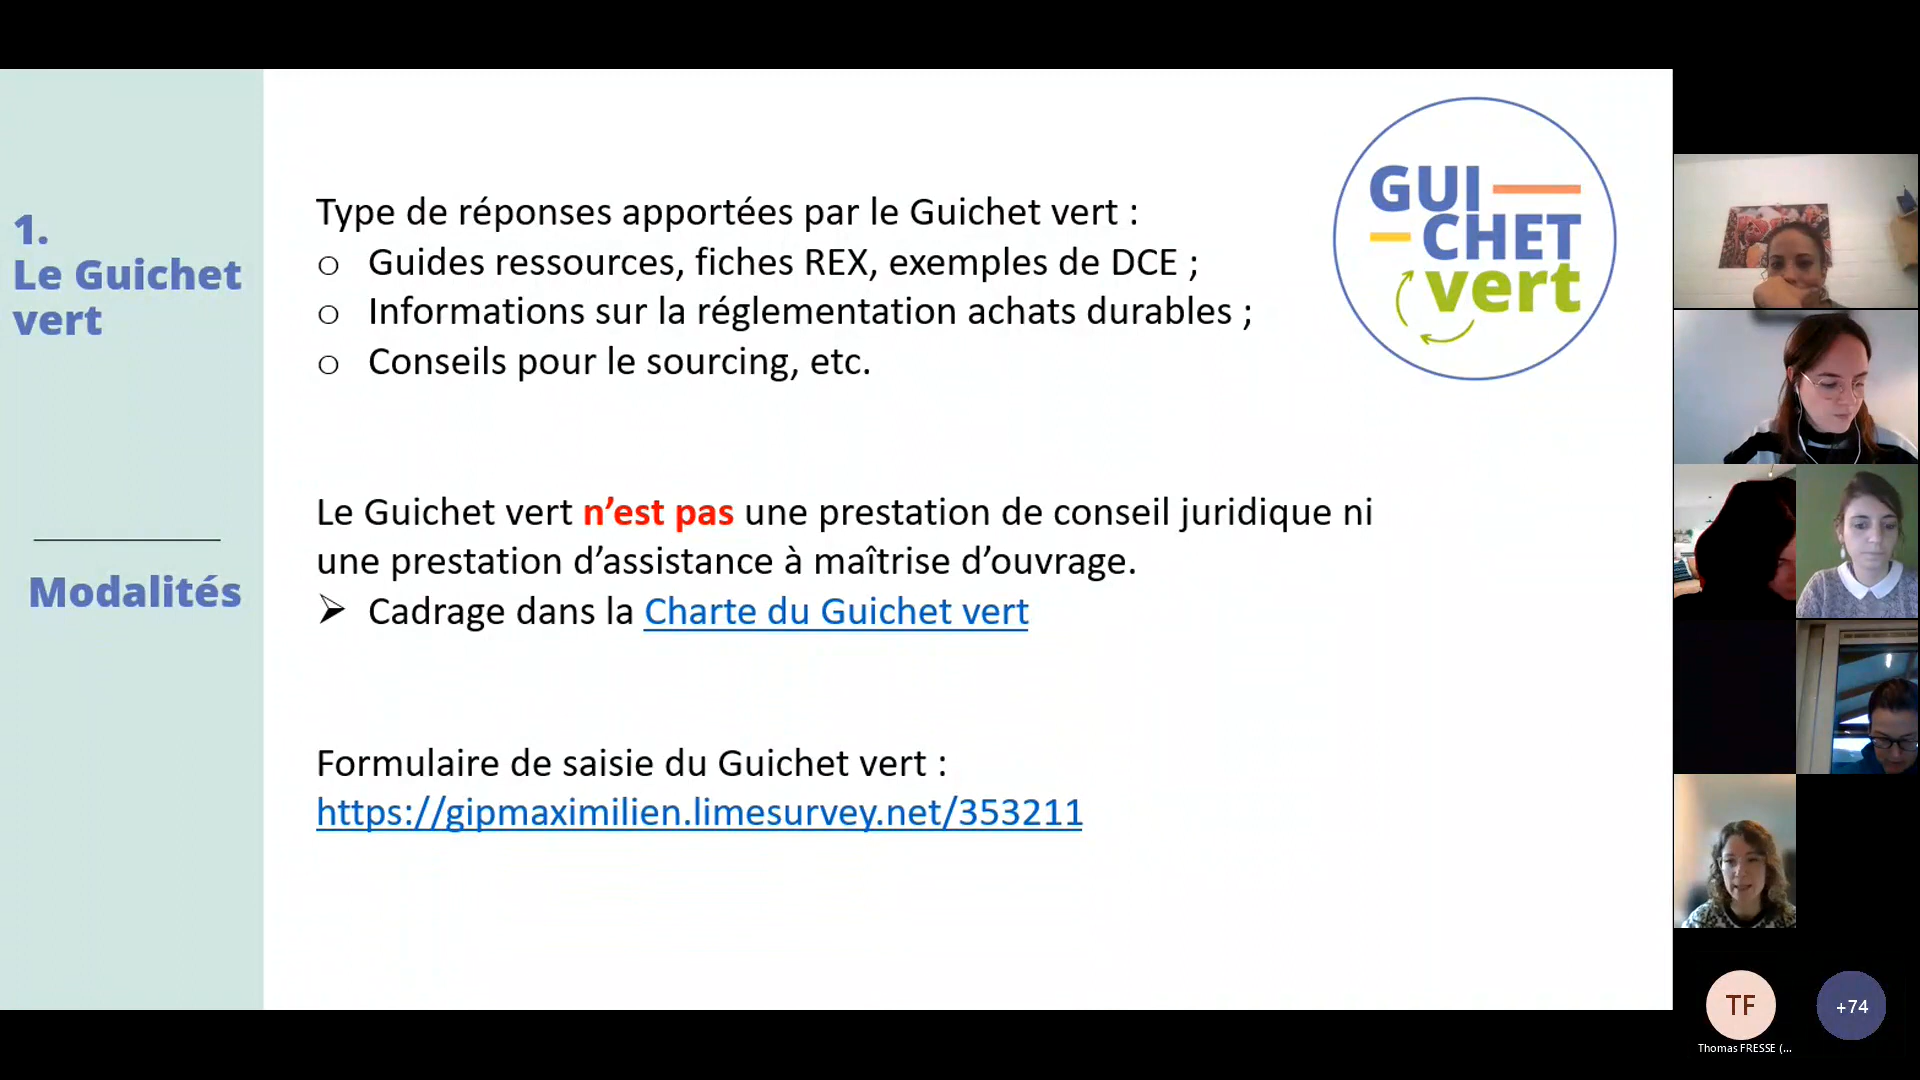 1.
Le Guichet
vert
Modalités
Type de réponses apportées par le Guichet vert :
o Guides ressources, fiches REX, exemples de DCE ;
o Informations sur la réglementation achats durables ;
o Conseils pour le sourcing, etc.
Le Guichet vert n’est pas une prestation de conseil juridique ni
une prestation d’assistance à maîtrise d’ouvrage.
➢ Cadrage dans la Charte du Guichet vert
Formulaire de saisie du Guichet vert :
https://gipmaximilien.limesurvey.net/353211
GUI
CHET
vert
TF
+74
Thomas FRESSE (...